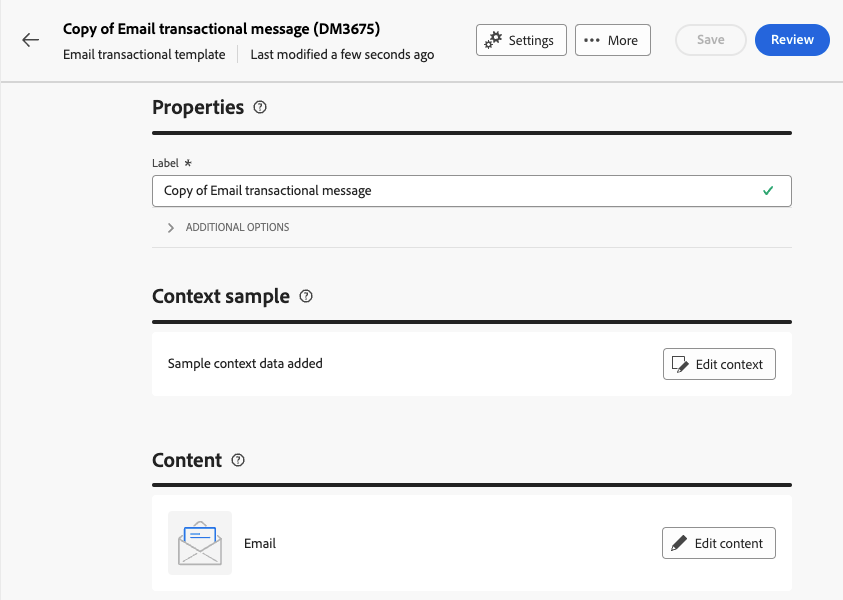 Copy of Email transactional message (DM3675)
Email transactional template Last modified a few seconds ago
Settings
More
Save
Review
Properties
Label *
Copy of Email transactional message
ADDITIONAL OPTIONS
Context sample
Sample context data added
Edit context
Content
Email
Edit content